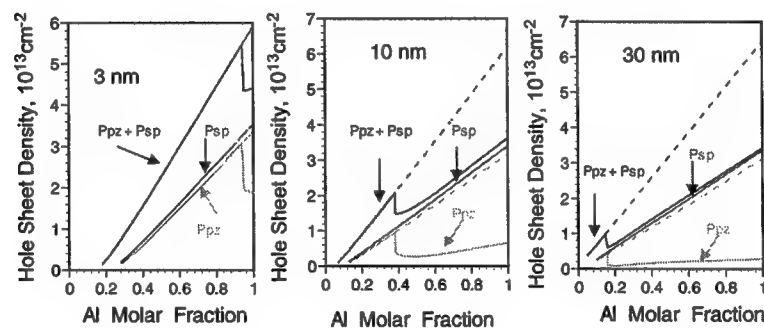 Hole Sheet Density, 10¹³cm⁻²
6
5
4
3
2
1
0
3 nm
Ppz + Psp
Psp
Ppz
0 0.2 0.4 0.6 0.8 1
Al Molar Fraction
Hole Sheet Density, 10¹³cm⁻²
7
6
5
4
3
2
1
0
10 nm
Ppz + Psp
Psp
Ppz
0 0.2 0.4 0.6 0.8 1
Al Molar Fraction
Hole Sheet Density, 10¹³cm⁻²
7
6
5
4
3
2
1
0
30 nm
Ppz + Psp
Psp
Ppz
0 0.2 0.4 0.6 0.8 1
Al Molar Fraction